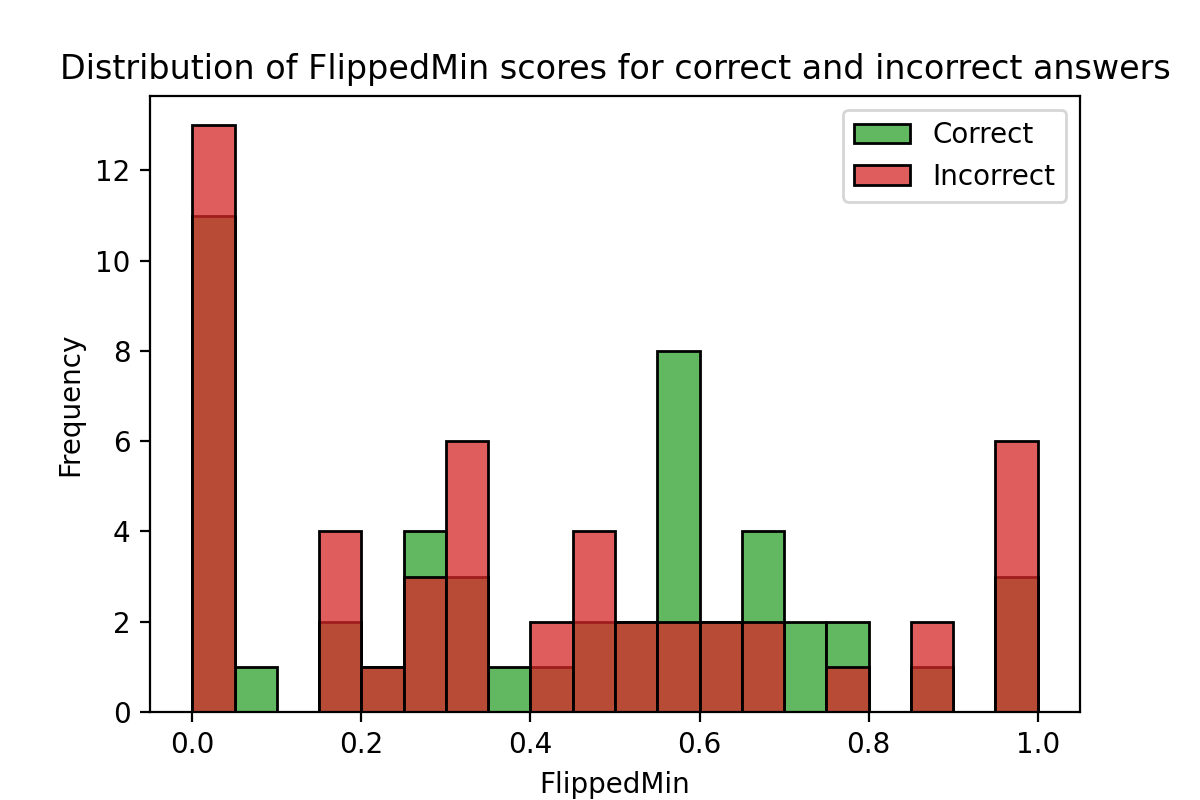 Distribution of FlippedMin scores for correct and incorrect answers
Correct
Incorrect
12
10
8
6
4
2
0
Frequency
0.0 0.2 0.4 0.6 0.8 1.0
FlippedMin